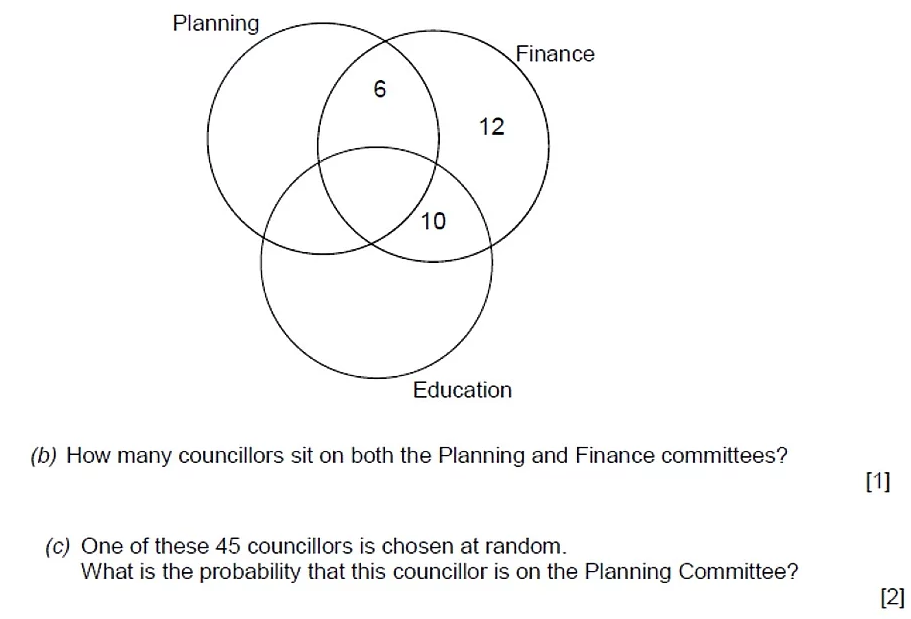 Planning
Finance
6
12
10
Education
(b) How many councillors sit on both the Planning and Finance committees?
[1]
(c) One of these 45 councillors is chosen at random.
What is the probability that this councillor is on the Planning Committee?
[2]